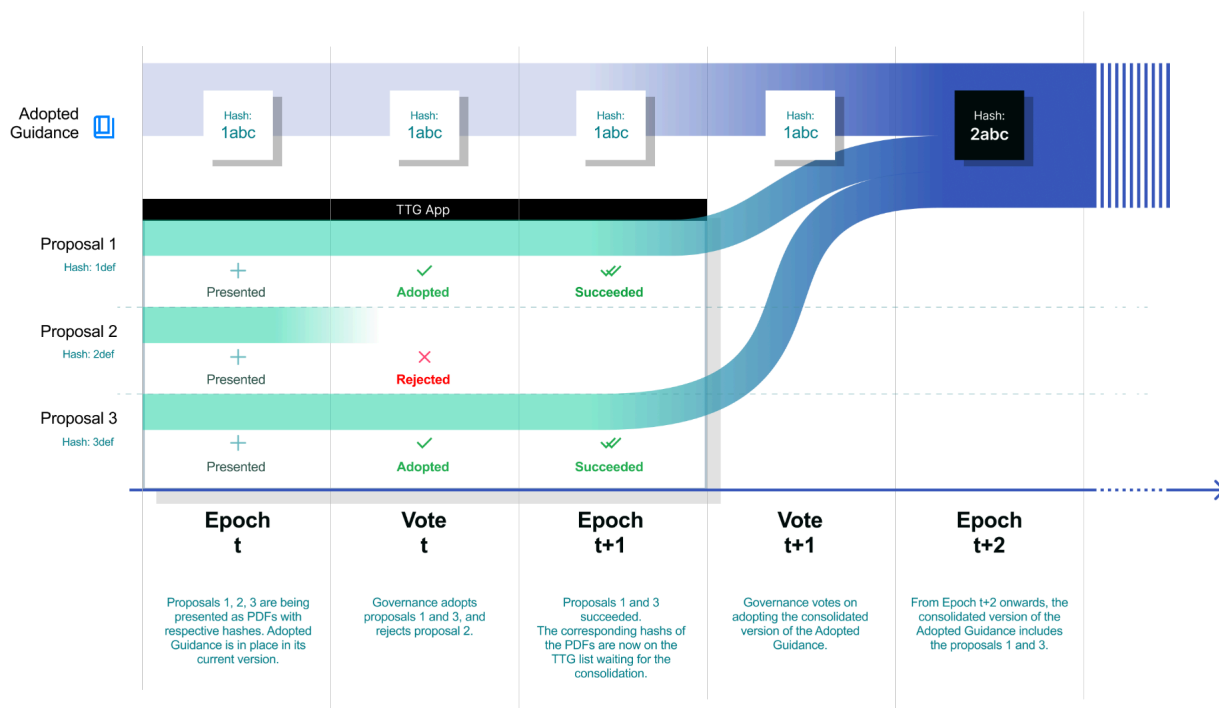 Adopted
Guidance
Hash:
1abc
Hash:
1abc
Hash:
1abc
Hash:
1abc
Hash:
2abc
TTG App
Proposal 1
Hash: 1def
Presented
Adopted
Succeeded
Proposal 2
Hash: 2def
Presented
Rejected
Proposal 3
Hash: 3def
Presented
Adopted
Succeeded
Epoch
t
Vote
t
Epoch
t+1
Vote
t+1
Epoch
t+2
Proposals 1, 2, 3 are being
presented as PDFs with
respective hashes. Adopted
Guidance is in place in its
current version.
Governance adopts
proposals 1 and 3, and
rejects proposal 2.
Proposals 1 and 3
succeeded.
The corresponding hashs of
the PDFs are now on the
TTG list waiting for the
consolidation.
Governance votes on
adopting the consolidated
version of the Adopted
Guidance.
From Epoch t+2 onwards, the
consolidated version of the
Adopted Guidance includes
the proposals 1 and 3.